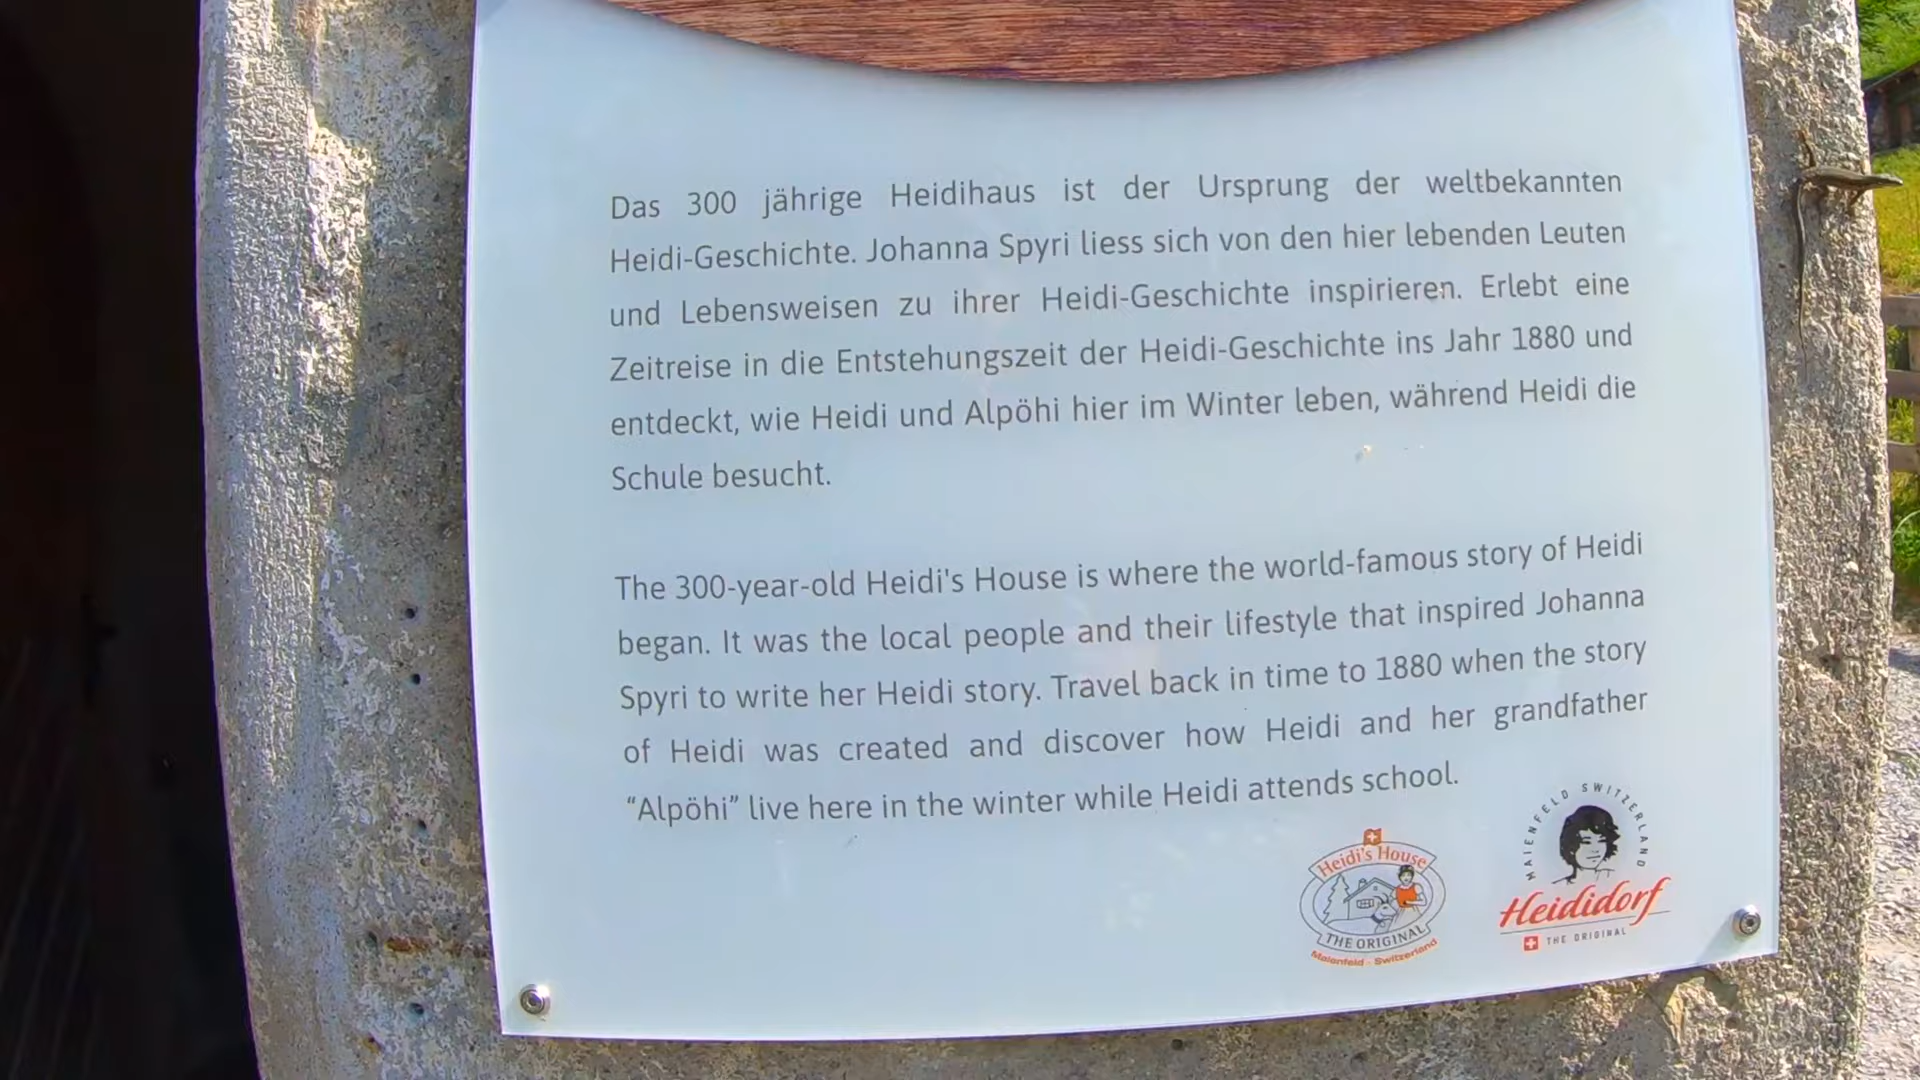 Das 300 jährige Heidihaus ist der Ursprung der weltbekannten
Heidi-Geschichte. Johanna Spyri liess sich von den hier lebenden Leuten
und Lebensweisen zu ihrer Heidi-Geschichte inspirieren. Erlebt eine
Zeitreise in die Entstehungszeit der Heidi-Geschichte ins Jahr 1880 und
entdeckt, wie Heidi und Alpöhi hier im Winter leben, während Heidi die
Schule besucht.
The 300-year-old Heidi's House is where the world-famous story of Heidi
began. It was the local people and their lifestyle that inspired Johanna
Spyri to write her Heidi story. Travel back in time to 1880 when the story
of Heidi was created and discover how Heidi and her grandfather
“Alpöhi” live here in the winter while Heidi attends school.
Heidi's House
THE ORIGINAL
Maienfeld - Switzerland
MAIENFELD SWITZERLAND
Heididorf
THE ORIGINAL